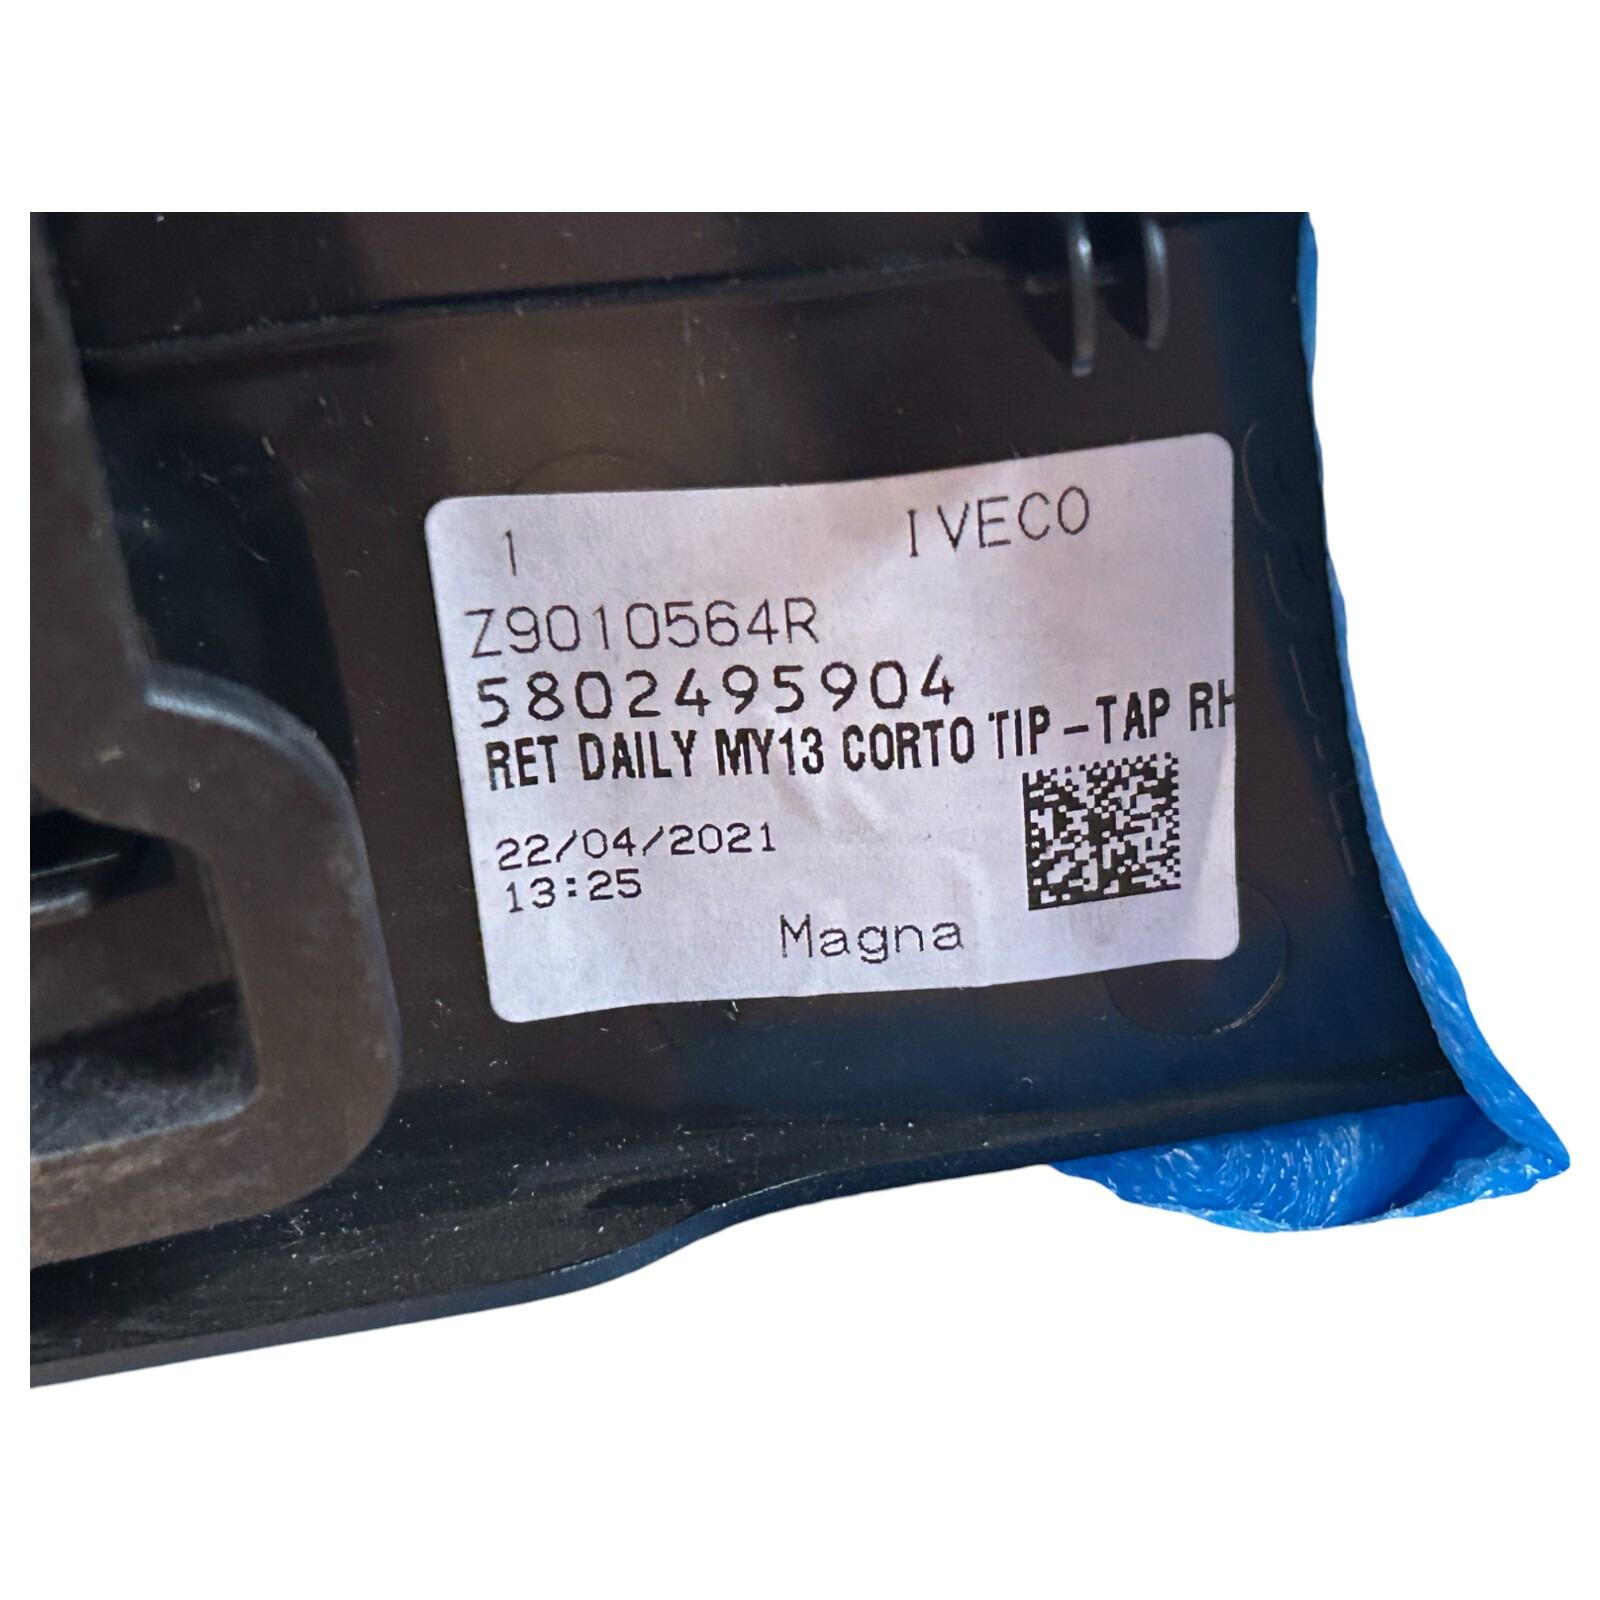 1 IVECO
Z9010564R
5802495904
RET DAILY MY13 CORTO TIP-TAP RH
22/04/2021
13:25
Magna